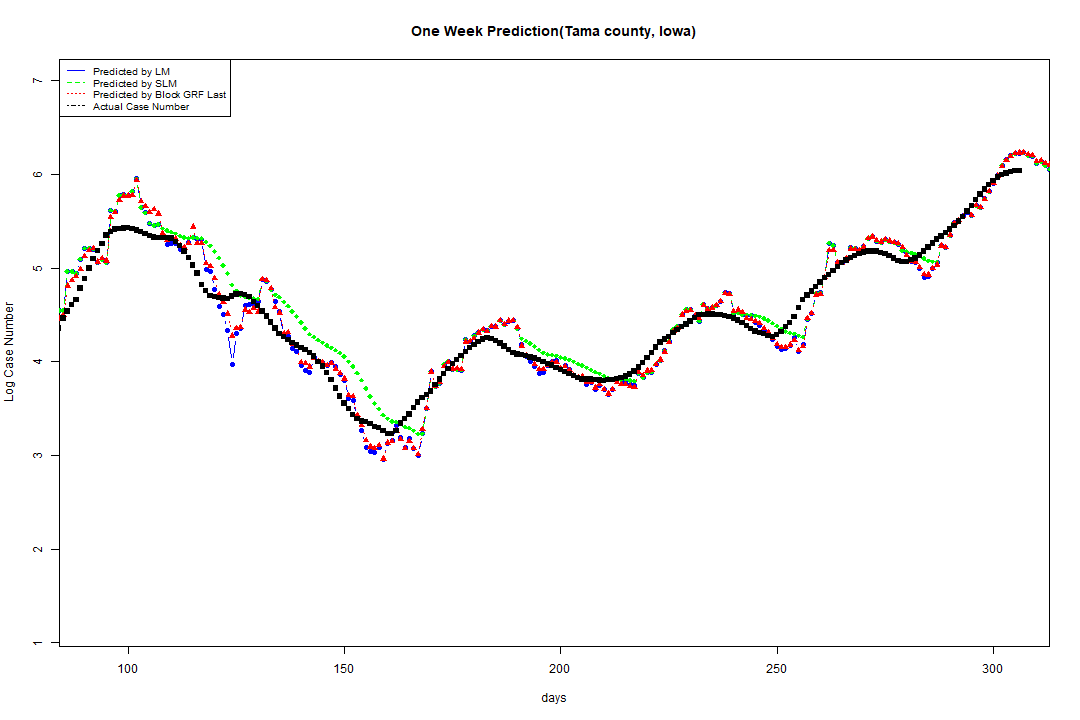 One Week Prediction(Tama county, Iowa)
Predicted by LM
Predicted by SLM
Predicted by Block GRF Last
Actual Case Number
7
6
5
4
3
2
1
Log Case Number
100 150 200 250 300
days